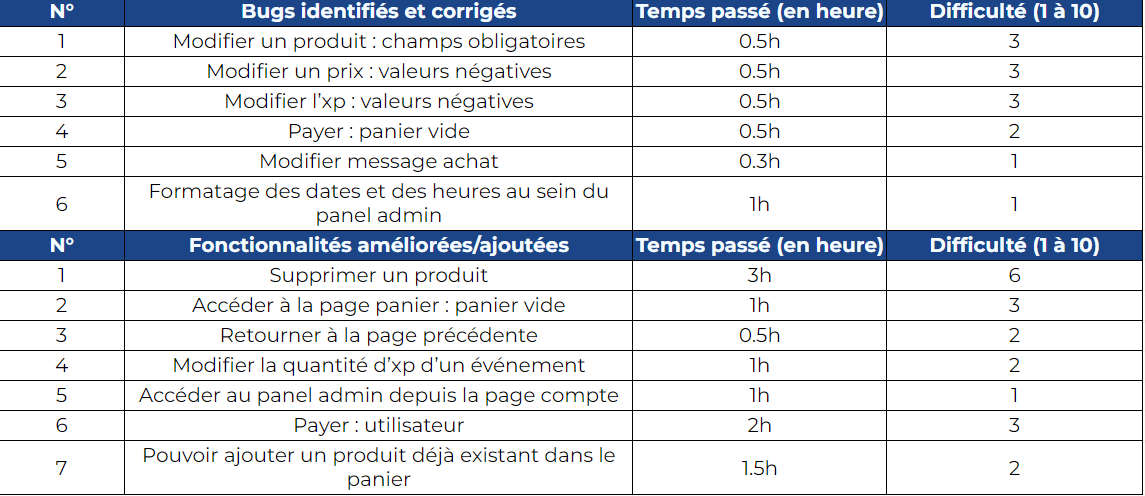 N° Bugs identifiés et corrigés Temps passé (en heure) Difficulté (1 à 10)
1 Modifier un produit : champs obligatoires 0.5h 3
2 Modifier un prix : valeurs négatives 0.5h 3
3 Modifier l’xp : valeurs négatives 0.5h 3
4 Payer : panier vide 0.5h 2
5 Modifier message achat 0.3h 1
6 Formatage des dates et des heures au sein du
panel admin 1h 1
N° Fonctionnalités améliorées/ajoutées Temps passé (en heure) Difficulté (1 à 10)
1 Supprimer un produit 3h 6
2 Accéder à la page panier : panier vide 1h 3
3 Retourner à la page précédente 0.5h 2
4 Modifier la quantité d’xp d’un événement 1h 2
5 Accéder au panel admin depuis la page compte 1h 1
6 Payer : utilisateur 2h 3
7 Pouvoir ajouter un produit déjà existant dans le
panier 1.5h 2